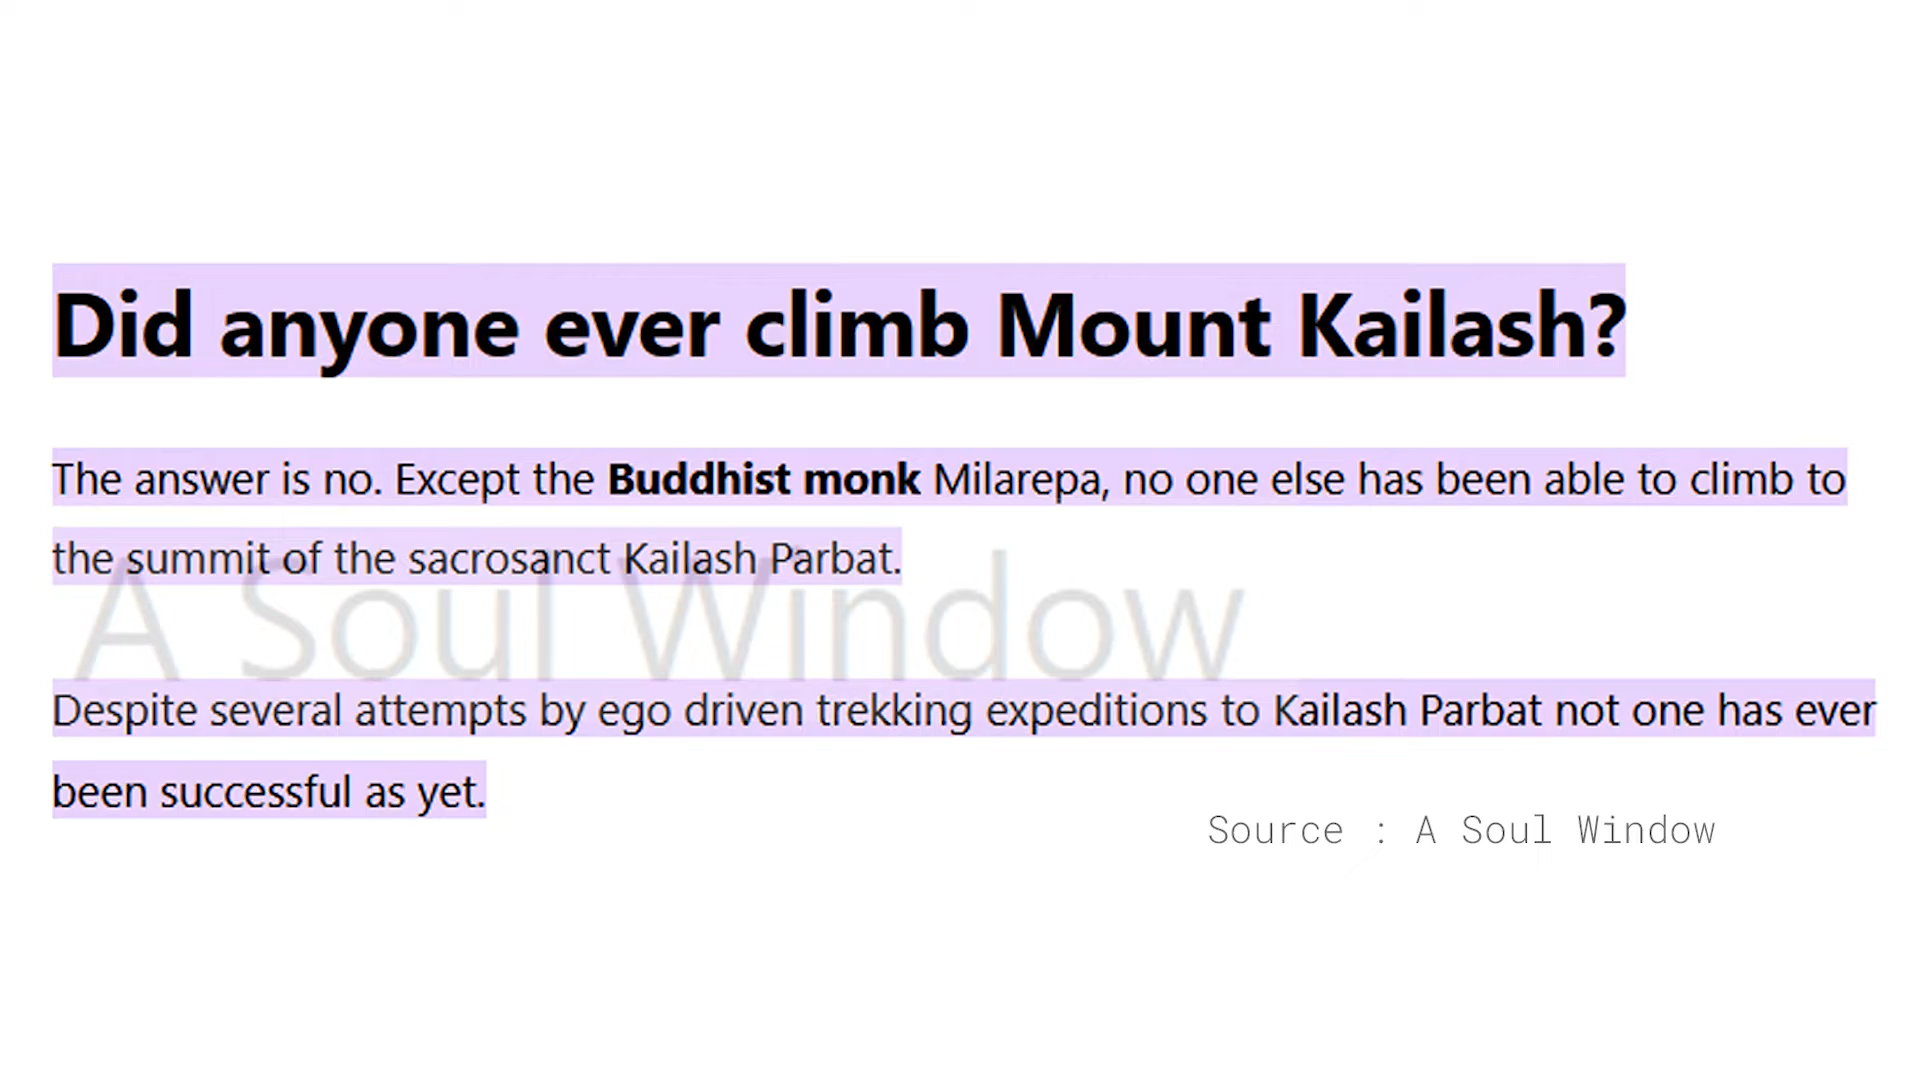 Did anyone ever climb Mount Kailash?
The answer is no. Except the Buddhist monk Milarepa, no one else has been able to climb to
the summit of the sacrosanct Kailash Parbat.
A Soul Window
Despite several attempts by ego driven trekking expeditions to Kailash Parbat not one has ever
been successful as yet.
Source : A Soul Window